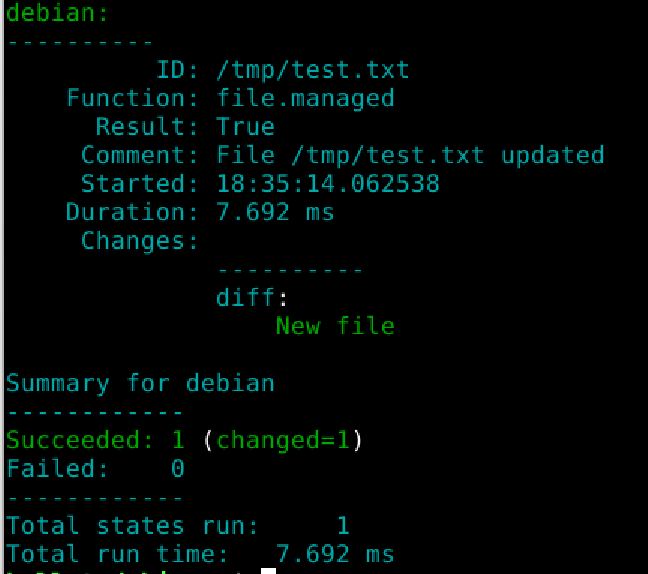 debian:
----------
ID: /tmp/test.txt
Function: file.managed
Result: True
Comment: File /tmp/test.txt updated
Started: 18:35:14.062538
Duration: 7.692 ms
Changes:
----------
diff:
New file
Summary for debian
------------
Succeeded: 1 (changed=1)
Failed: 0
------------
Total states run: 1
Total run time: 7.692 ms